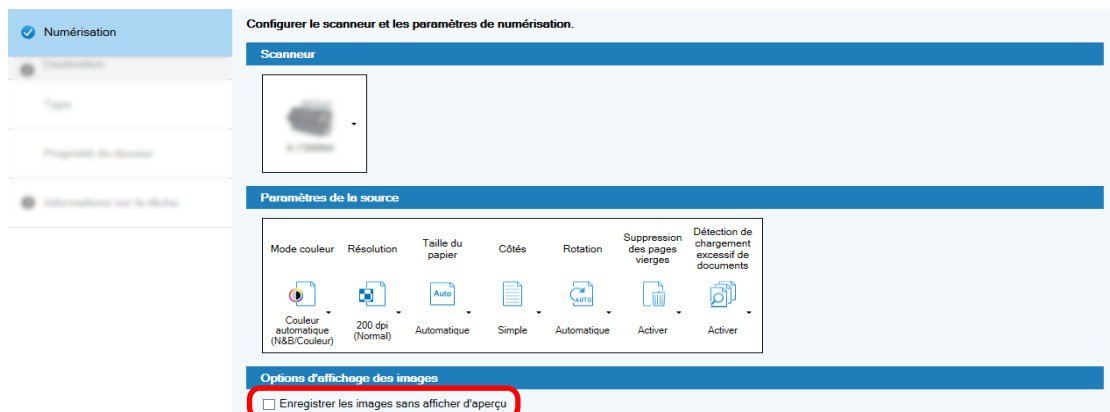 Numérisation
Configurer le scanneur et les paramètres de numérisation.
Scanneur
Paramètres de la source
Mode couleur
Résolution
Taille du
papier
Côtés
Rotation
Suppression
des pages
vierges
Détection de
chargement
excessif de
documents
Auto
AUTO
Couleur
automatique
(N&B/Couleur)
200 dpi
(Normal)
Automatique
Simple
Automatique
Activer
Activer
Options d'affichage des images
Enregistrer les images sans afficher d'aperçu